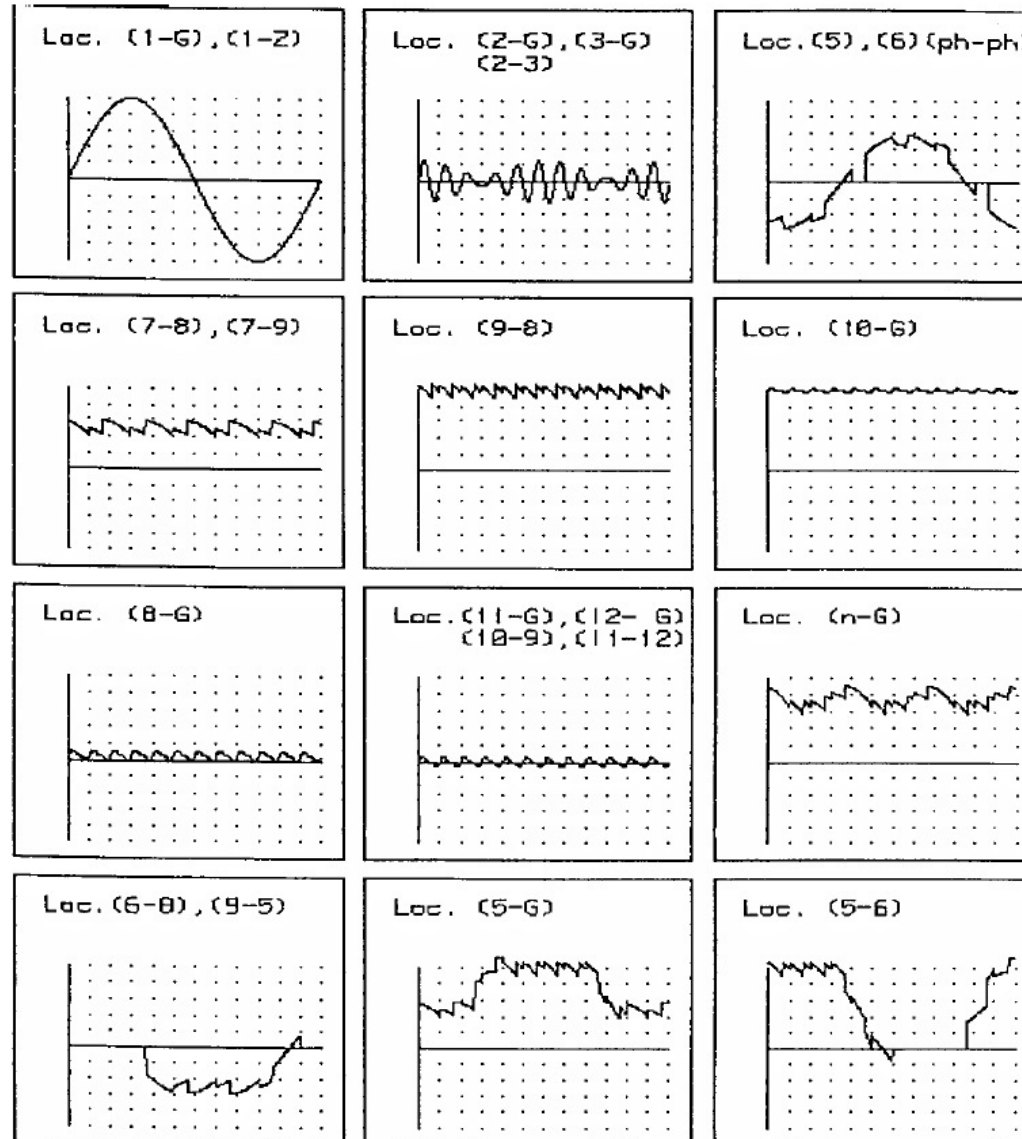 Loc. (1-G),(1-2)
Loc. (2-G),(3-G)
(2-3)
Loc.(5),(6)(ph-ph)
Loc. (7-8),(7-9)
Loc. (9-8)
Loc. (10-G)
Loc. (8-G)
Loc.(11-G),(12- G)
(10-9),(11-12)
Loc. (n-G)
Loc.(6-8),(9-5)
Loc. (5-G)
Loc. (5-6)